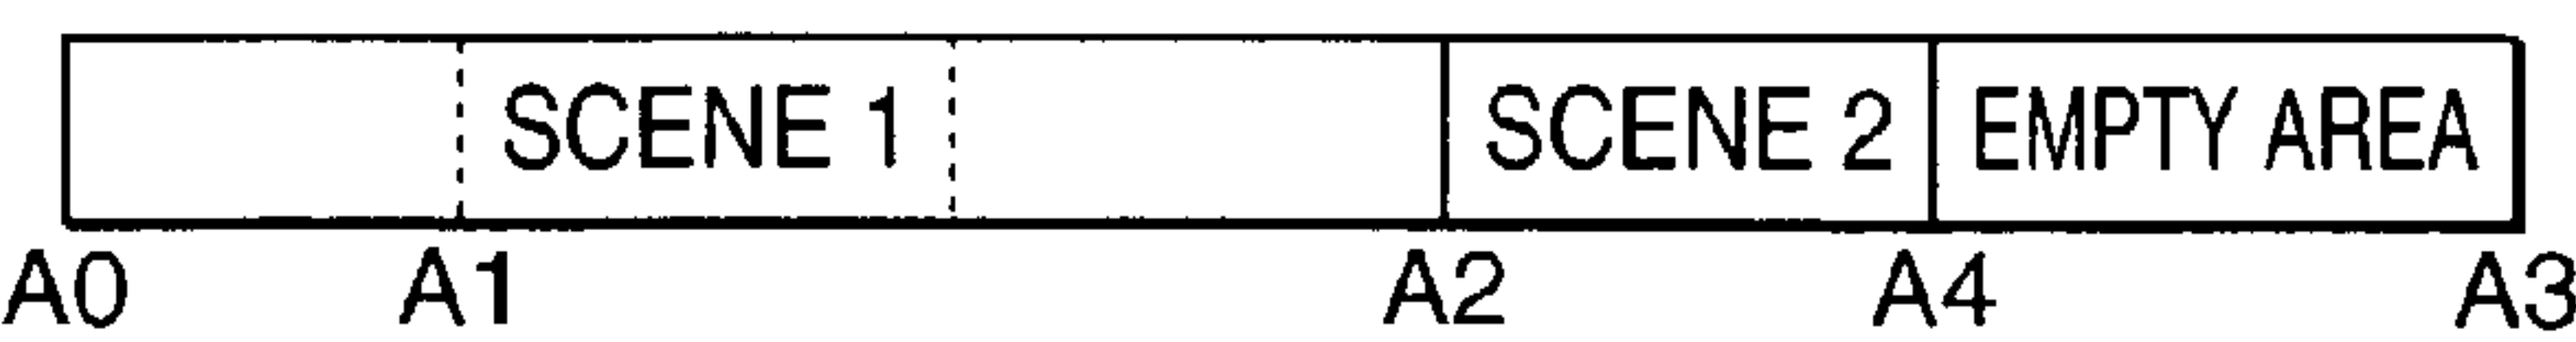 SCENE 1 SCENE 2 EMPTY AREA
A0 A1 A2 A4 A3